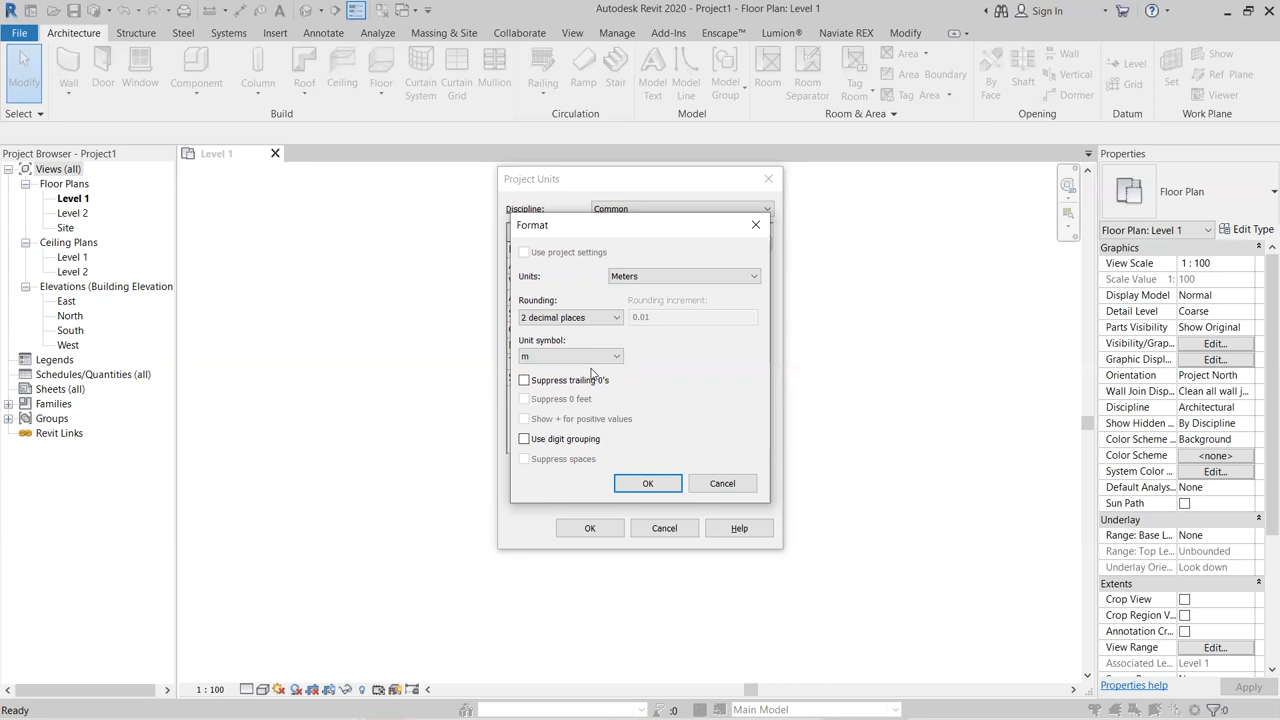 Autodesk Revit 2020 - Project1 - Floor Plan: Level 1
Sign In
File Architecture Structure Steel Systems Insert Annotate Analyze Massing & Site Collaborate View Manage Add-Ins Enscape™ Lumion® Naviate REX Modify
Modify
Wall
Door
Window
Component
Column
Roof
Ceiling
Floor
Curtain System
Curtain Grid
Mullion
Railing
Ramp
Stair
Model Text
Model Line
Model Group
Room
Room Separator
Tag Room
Area
Area Boundary
Tag Area
By Face
Shaft
Wall
Vertical
Dormer
Level
Grid
Set
Show
Ref Plane
Viewer
Select
Build
Circulation
Model
Room & Area
Opening
Datum
Work Plane
Project Browser - Project1
Views (all)
Floor Plans
Level 1
Level 2
Site
Ceiling Plans
Level 1
Level 2
Elevations (Building Elevation
East
North
South
West
Legends
Schedules/Quantities (all)
Sheets (all)
Families
Groups
Revit Links
Level 1
Project Units
Discipline: Common
Format
Use project settings
Units: Meters
Rounding: Rounding increment:
2 decimal places 0.01
Unit symbol:
m
Suppress trailing 0's
Suppress 0 feet
Show + for positive values
Use digit grouping
Suppress spaces
OK Cancel
OK Cancel Help
Properties
Floor Plan
Floor Plan: Level 1 Edit Type
Graphics
View Scale 1 : 100
Scale Value 1: 100
Display Model Normal
Detail Level Coarse
Parts Visibility Show Original
Visibility/Grap... Edit...
Graphic Displ... Edit...
Orientation Project North
Wall Join Disp... Clean all wall j...
Discipline Architectural
Show Hidden ... By Discipline
Color Scheme ... Background
Color Scheme <none>
System Color ... Edit...
Default Analys... None
Sun Path
Underlay
Range: Base L... None
Range: Top Le... Unbounded
Underlay Orie... Look down
Extents
Crop View
Crop Region V...
Annotation Cr...
View Range Edit...
Associated Le... Level 1
Properties help Apply
1 : 100
Ready
:0
Main Model
:0